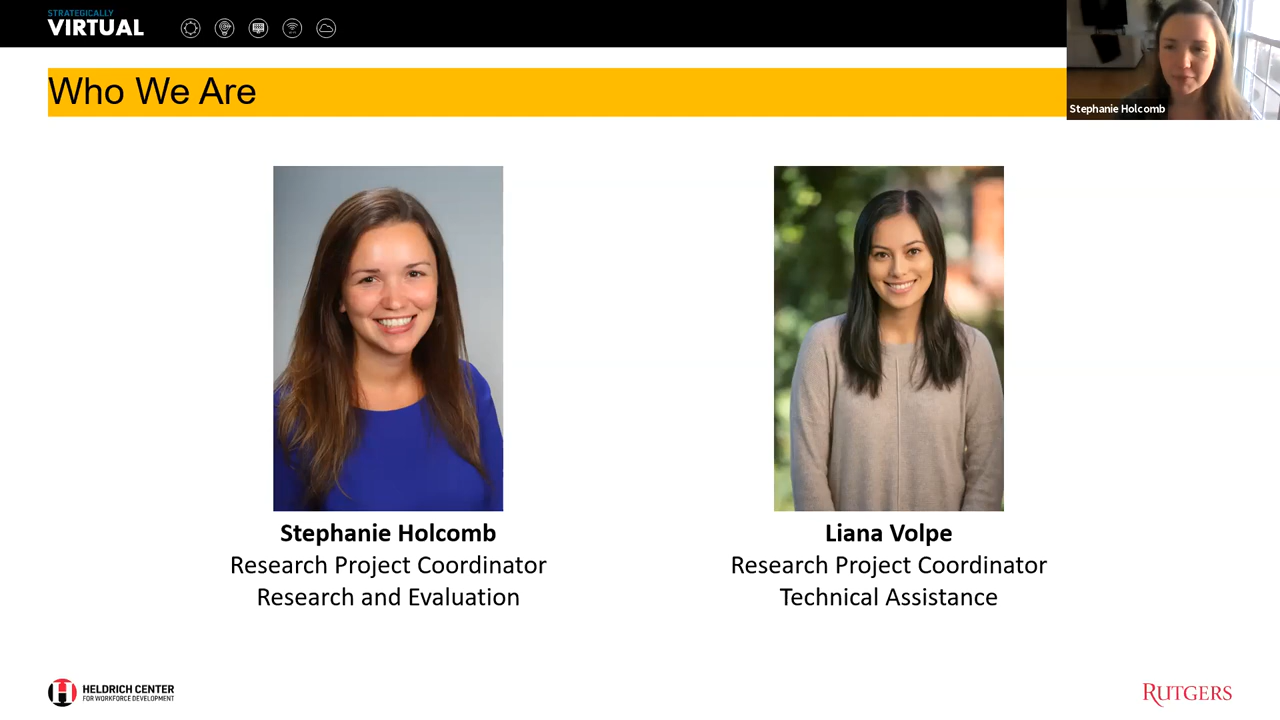 STRATEGICALLY
VIRTUAL
Stephanie Holcomb
Who We Are
Stephanie Holcomb
Research Project Coordinator
Research and Evaluation
Liana Volpe
Research Project Coordinator
Technical Assistance
HELDRICH CENTER
FOR WORKFORCE DEVELOPMENT
RUTGERS